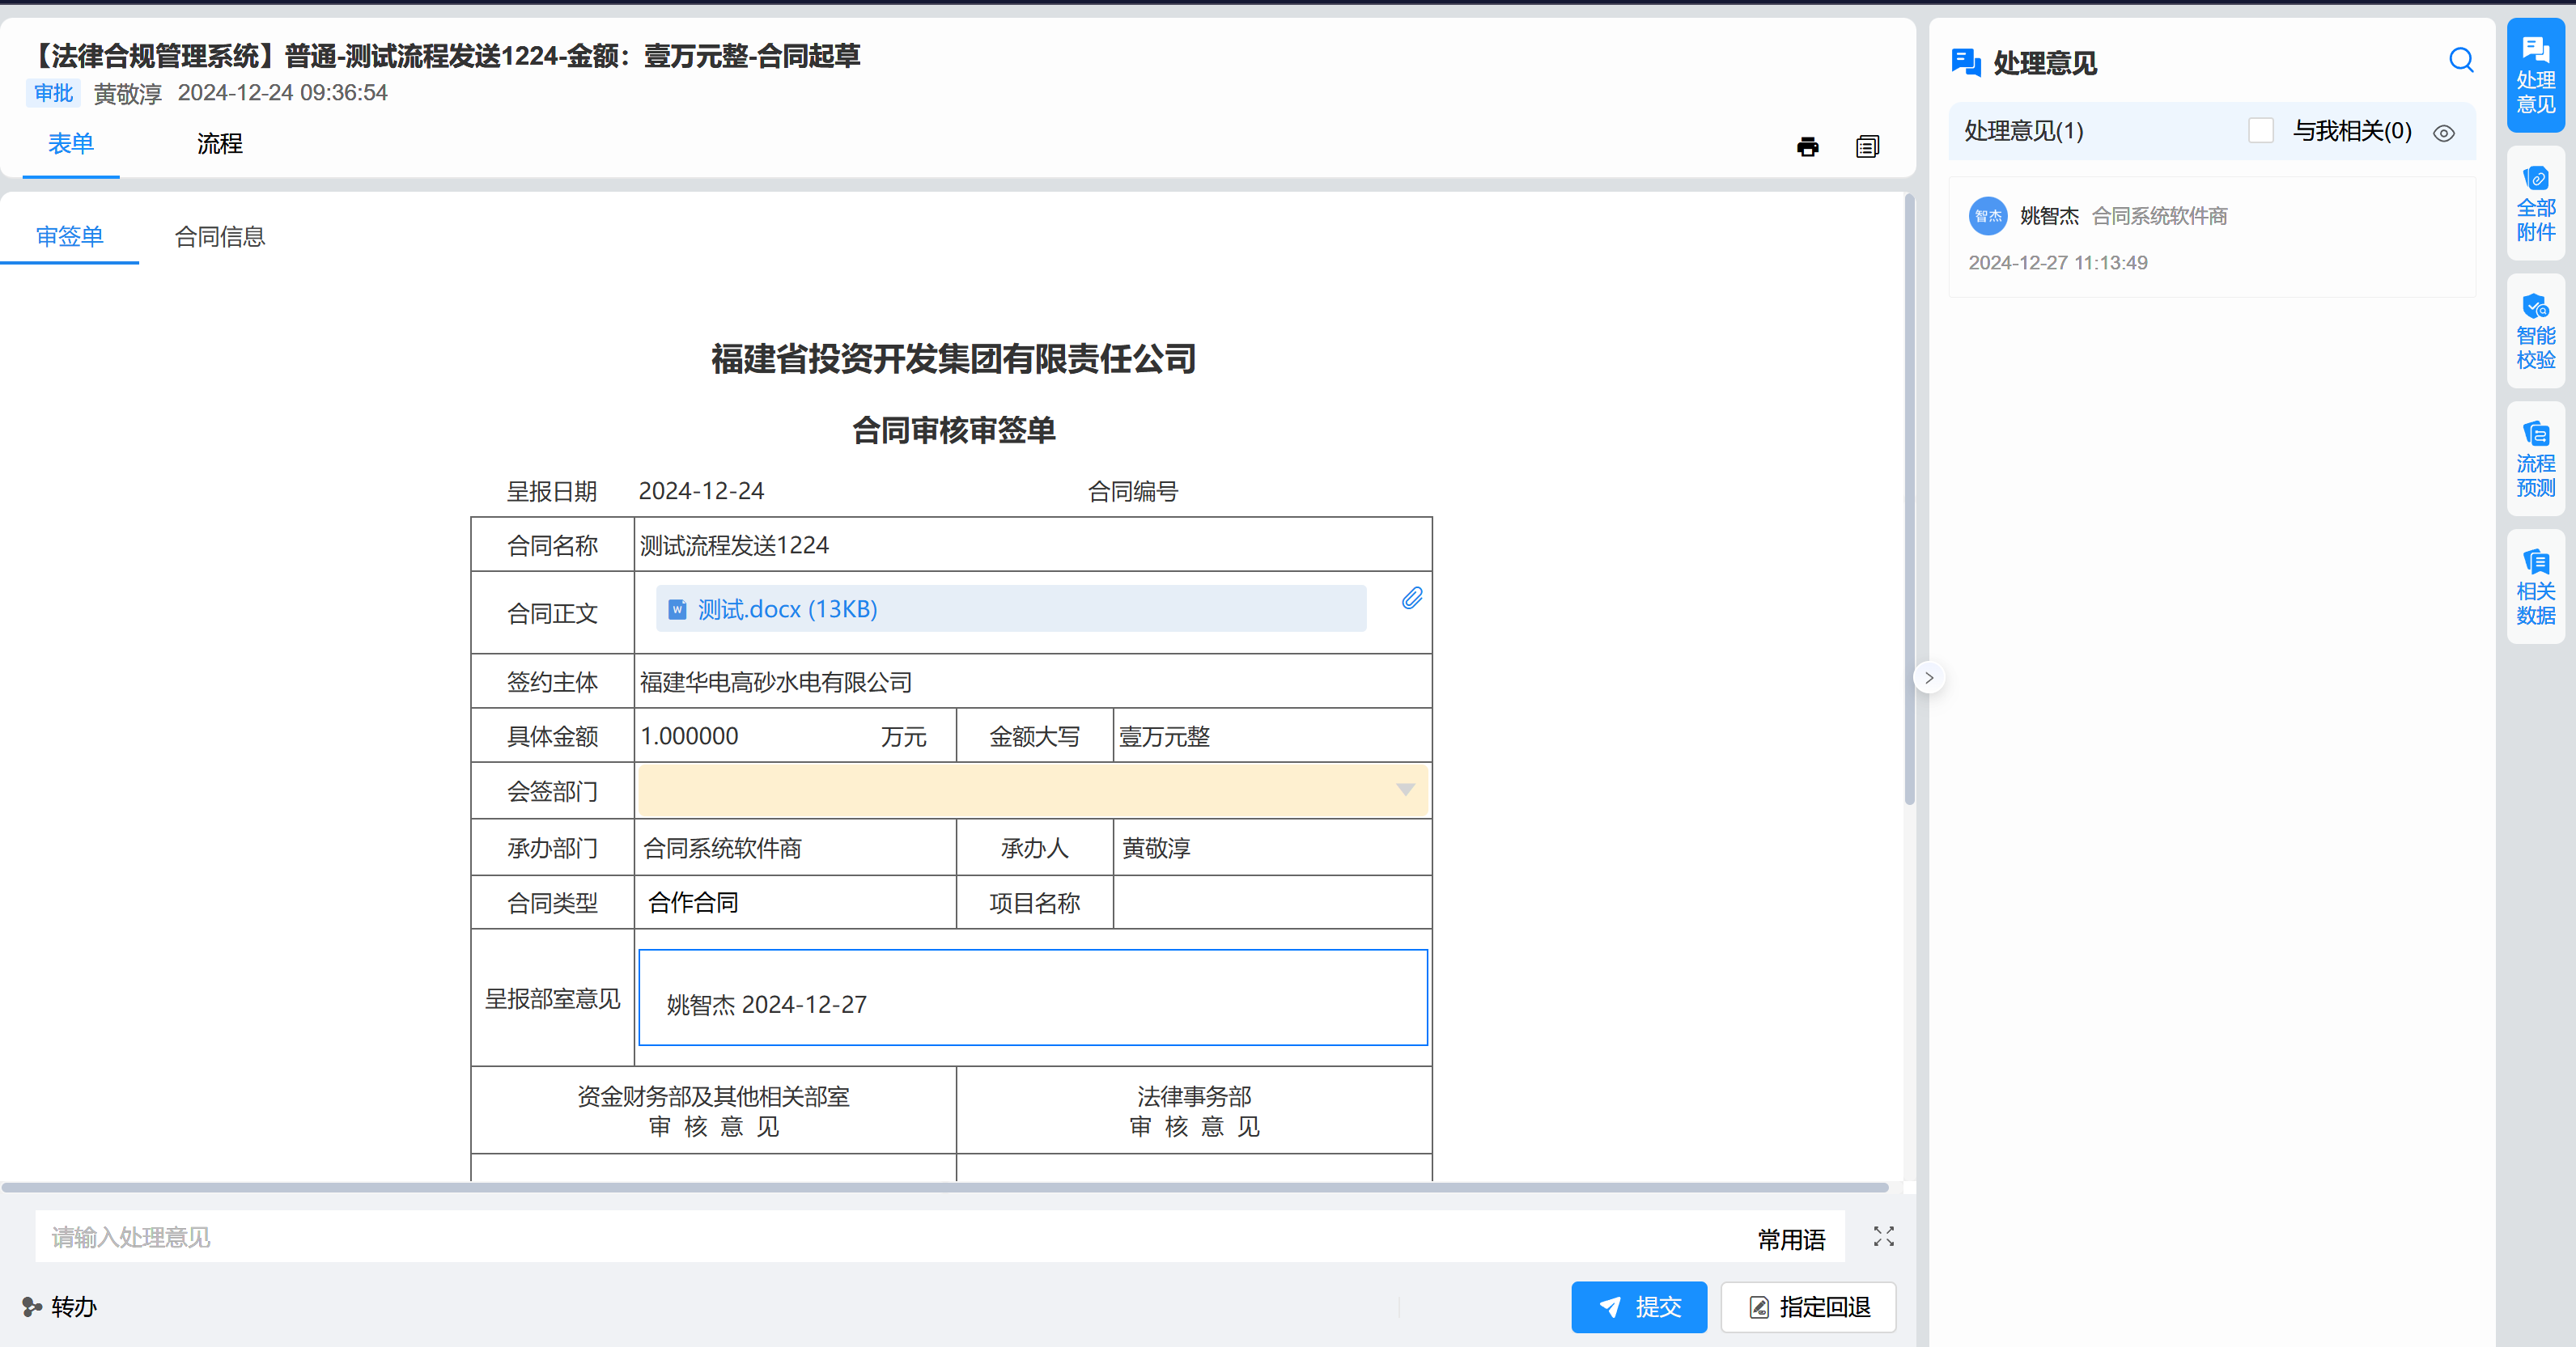 【法律合规管理系统】普通-测试流程发送1224-金额：壹万元整-合同起草
审批 黄敬淳 2024-12-24 09:36:54
表单 流程
审签单 合同信息
福建省投资开发集团有限责任公司
合同审核审签单
呈报日期 2024-12-24 合同编号
合同名称 测试流程发送1224
合同正文 测试.docx (13KB)
签约主体 福建华电高砂水电有限公司
具体金额 1.000000 万元 金额大写 壹万元整
会签部门
承办部门 合同系统软件商 承办人 黄敬淳
合同类型 合作合同 项目名称
呈报部室意见 姚智杰 2024-12-27
资金财务部及其他相关部室 法律事务部
审 核 意 见 审 核 意 见
请输入处理意见 常用语
转办 提交 指定回退
处理意见
处理意见(1) 与我相关(0)
智杰 姚智杰 合同系统软件商
2024-12-27 11:13:49
处理
意见
全部
附件
智能
校验
流程
预测
相关
数据